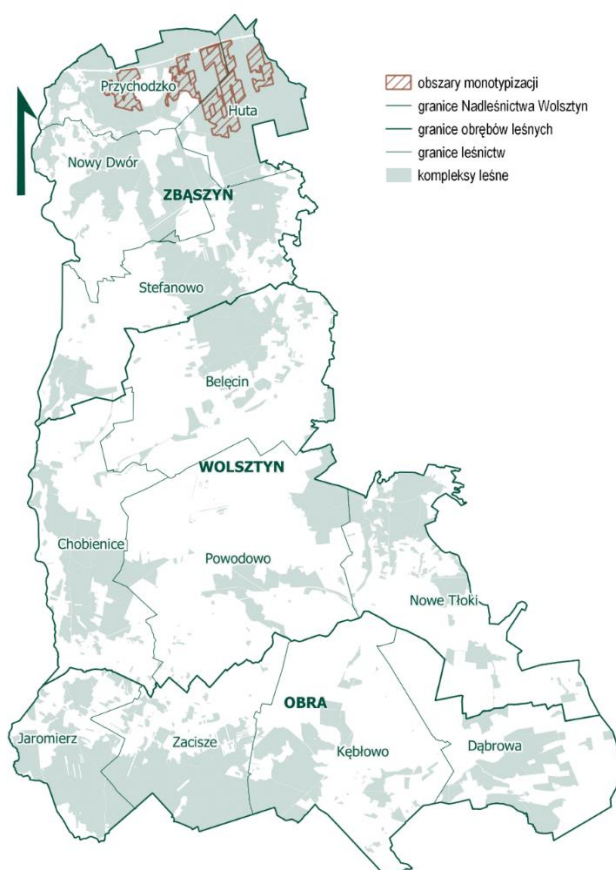 Przychodzko
Huta
Nowy Dwór
ZBĄSZYŃ
Stefanowo
Belęcin
WOLSZTYN
Chobienice
Powodowo
Nowe Tłoki
OBRA
Jaromierz
Zacisze
Kębłowo
Dąbrowa
obszary monotypizacji
granice Nadleśnictwa Wolsztyn
granice obrębów leśnych
granice leśnictw
kompleksy leśne